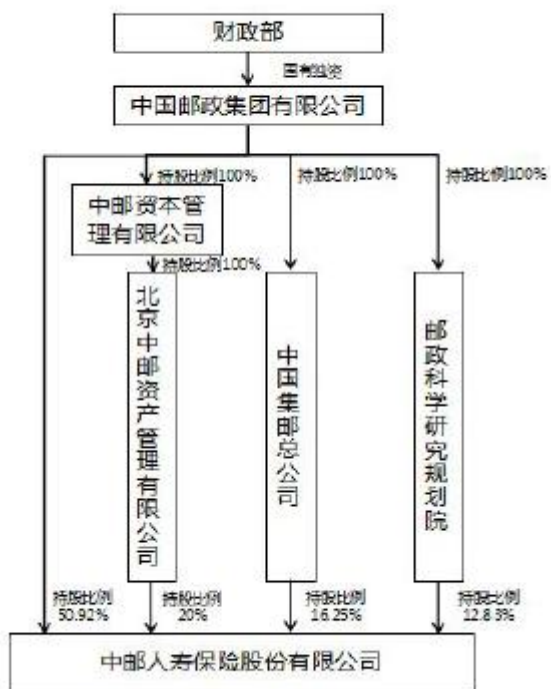 财政部
国有独资
中国邮政集团有限公司
持股比例100%
持股比例100%
持股比例100%
中邮资本管
理有限公司
持股比例100%
北京中邮资产管理有限公司
中国集邮总公司
邮政科学研究规划院
持股比例
50.92%
持股比例
20%
持股比例
16.25%
持股比例
12.83%
中邮人寿保险股份有限公司